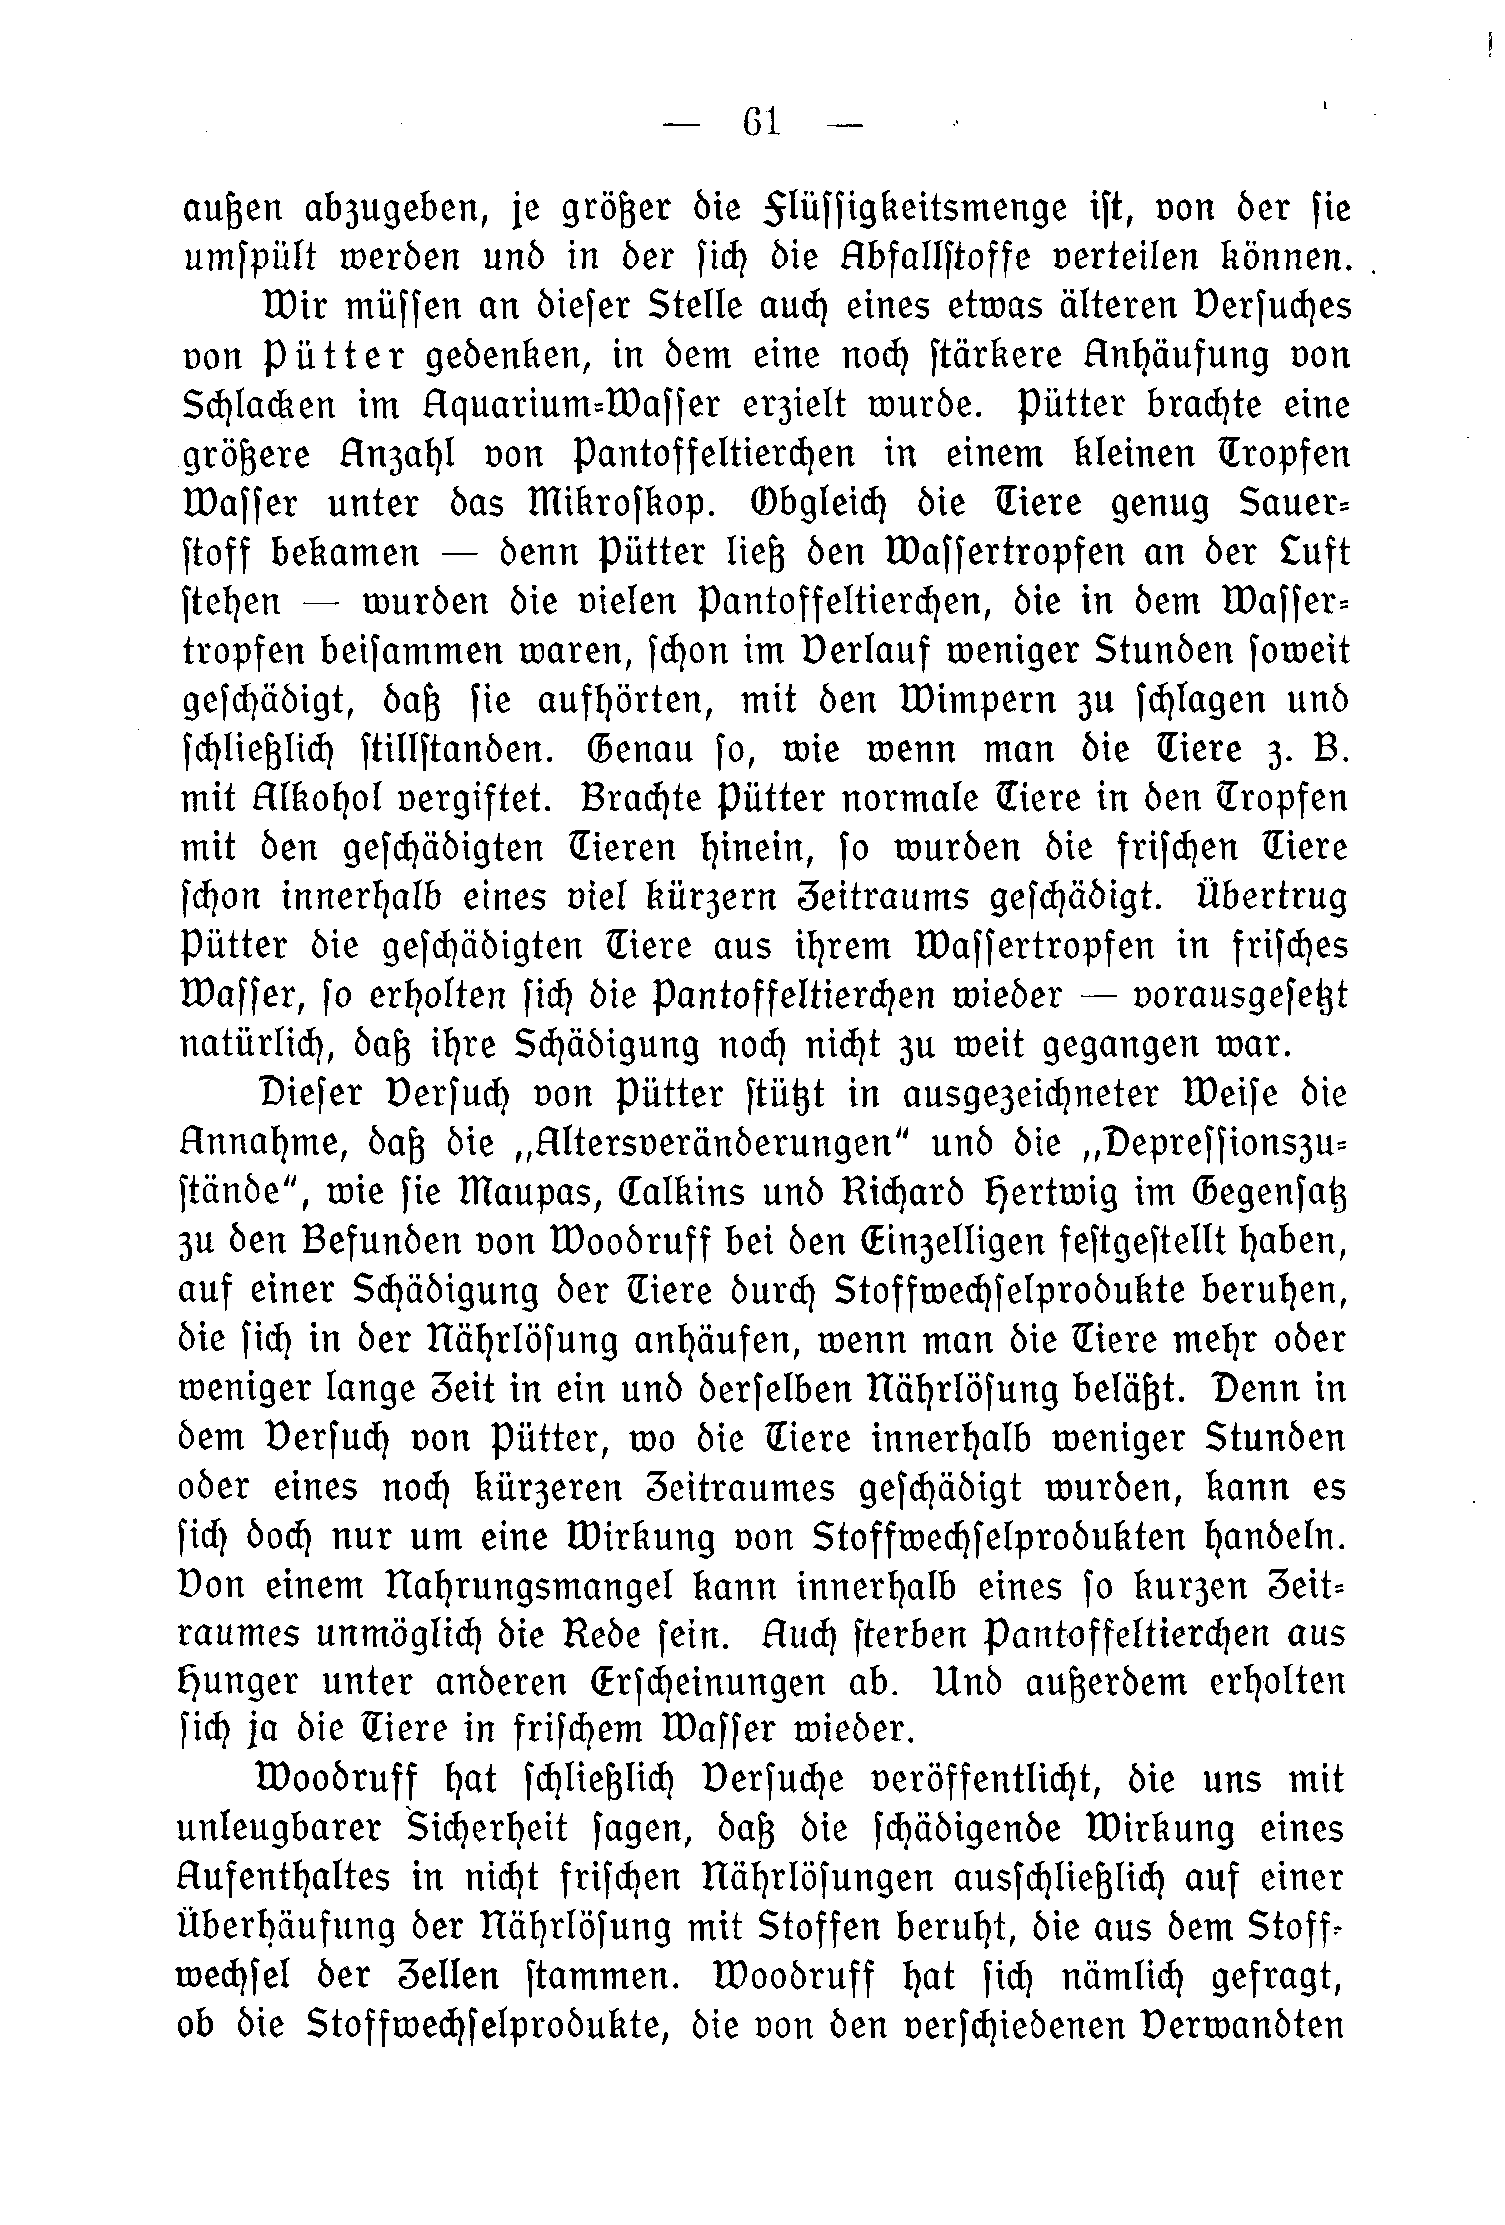 — 61 —
außen abzugeben, je größer die Flüssigkeitsmenge ist, von der sie
umspült werden und in der sich die Abfallstoffe verteilen können.
Wir müssen an dieser Stelle auch eines etwas älteren Versuches
von Pütter gedenken, in dem eine noch stärkere Anhäufung von
Schlacken im Aquarium-Wasser erzielt wurde. Pütter brachte eine
größere Anzahl von Pantoffeltierchen in einem kleinen Tropfen
Wasser unter das Mikroskop. Obgleich die Tiere genug Sauer-
stoff bekamen — denn Pütter ließ den Wassertropfen an der Luft
stehen — wurden die vielen Pantoffeltierchen, die in dem Wasser-
tropfen beisammen waren, schon im Verlauf weniger Stunden soweit
geschädigt, daß sie aufhörten, mit den Wimpern zu schlagen und
schließlich stillstanden. Genau so, wie wenn man die Tiere z. B.
mit Alkohol vergiftet. Brachte Pütter normale Tiere in den Tropfen
mit den geschädigten Tieren hinein, so wurden die frischen Tiere
schon innerhalb eines viel kürzern Zeitraums geschädigt. Übertrug
Pütter die geschädigten Tiere aus ihrem Wassertropfen in frisches
Wasser, so erholten sich die Pantoffeltierchen wieder — vorausgesetzt
natürlich, daß ihre Schädigung noch nicht zu weit gegangen war.
Dieser Versuch von Pütter stützt in ausgezeichneter Weise die
Annahme, daß die „Altersveränderungen" und die „Depressionszu-
stände", wie sie Maupas, Calkins und Richard Hertwig im Gegensatz
zu den Befunden von Woodruff bei den Einzelligen festgestellt haben,
auf einer Schädigung der Tiere durch Stoffwechselprodukte beruhen,
die sich in der Nährlösung anhäufen, wenn man die Tiere mehr oder
weniger lange Zeit in ein und derselben Nährlösung beläßt. Denn in
dem Versuch von Pütter, wo die Tiere innerhalb weniger Stunden
oder eines noch kürzeren Zeitraumes geschädigt wurden, kann es
sich doch nur um eine Wirkung von Stoffwechselprodukten handeln.
Von einem Nahrungsmangel kann innerhalb eines so kurzen Zeit-
raumes unmöglich die Rede sein. Auch sterben Pantoffeltierchen aus
Hunger unter anderen Erscheinungen ab. Und außerdem erholten
sich ja die Tiere in frischem Wasser wieder.
Woodruff hat schließlich Versuche veröffentlicht, die uns mit
unleugbarer Sicherheit sagen, daß die schädigende Wirkung eines
Aufenthaltes in nicht frischen Nährlösungen ausschließlich auf einer
Überhäufung der Nährlösung mit Stoffen beruht, die aus dem Stoff-
wechsel der Zellen stammen. Woodruff hat sich nämlich gefragt,
ob die Stoffwechselprodukte, die von den verschiedenen Verwandten